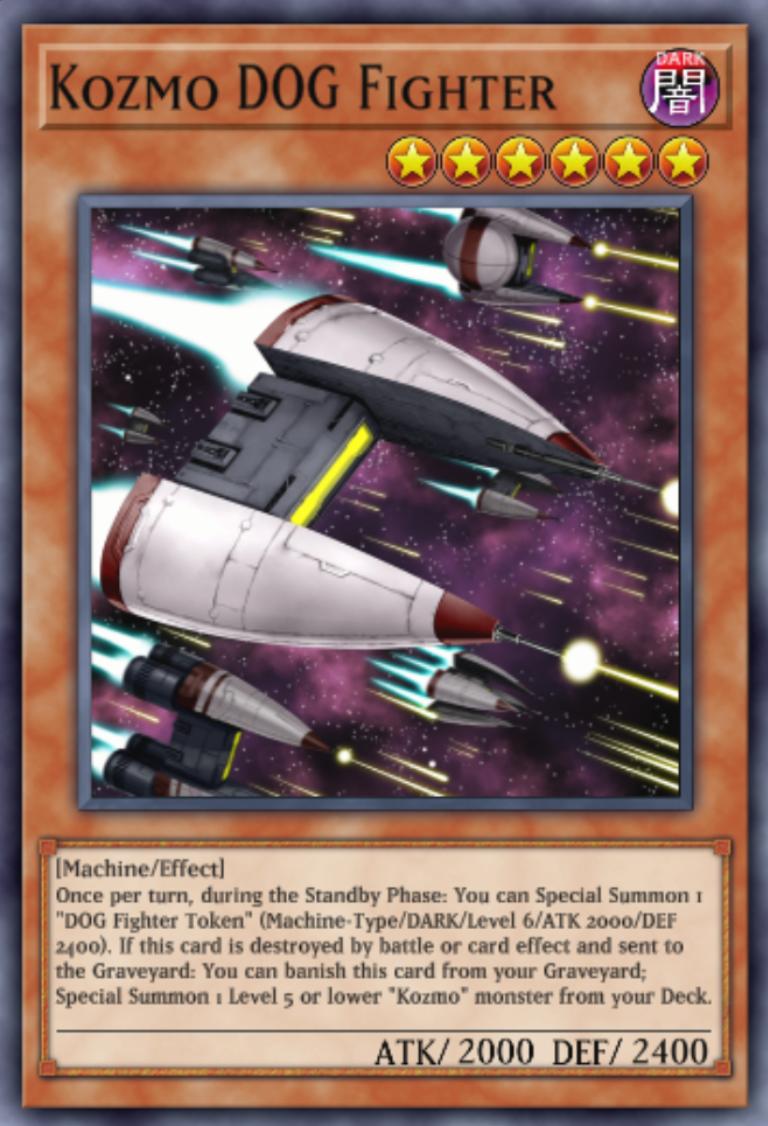 Kozmo DOG Fighter
DARK
闇
[Machine/Effect]
Once per turn, during the Standby Phase: You can Special Summon 1
"DOG Fighter Token" (Machine-Type/DARK/Level 6/ATK 2000/DEF
2400). If this card is destroyed by battle or card effect and sent to
the Graveyard: You can banish this card from your Graveyard;
Special Summon 1 Level 5 or lower "Kozmo" monster from your Deck.
ATK/ 2000 DEF/ 2400